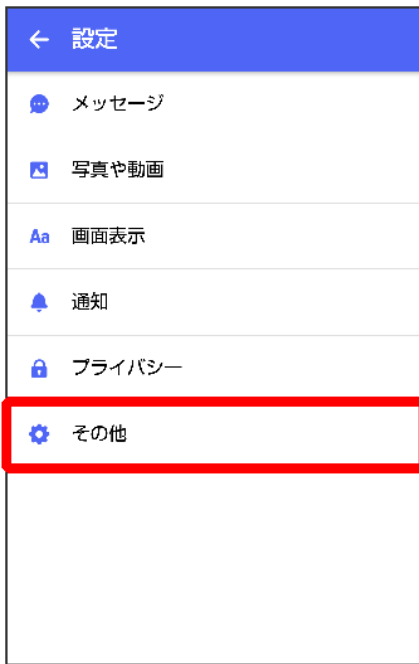 設定
メッセージ
写真や動画
Aa 画面表示
通知
プライバシー
その他